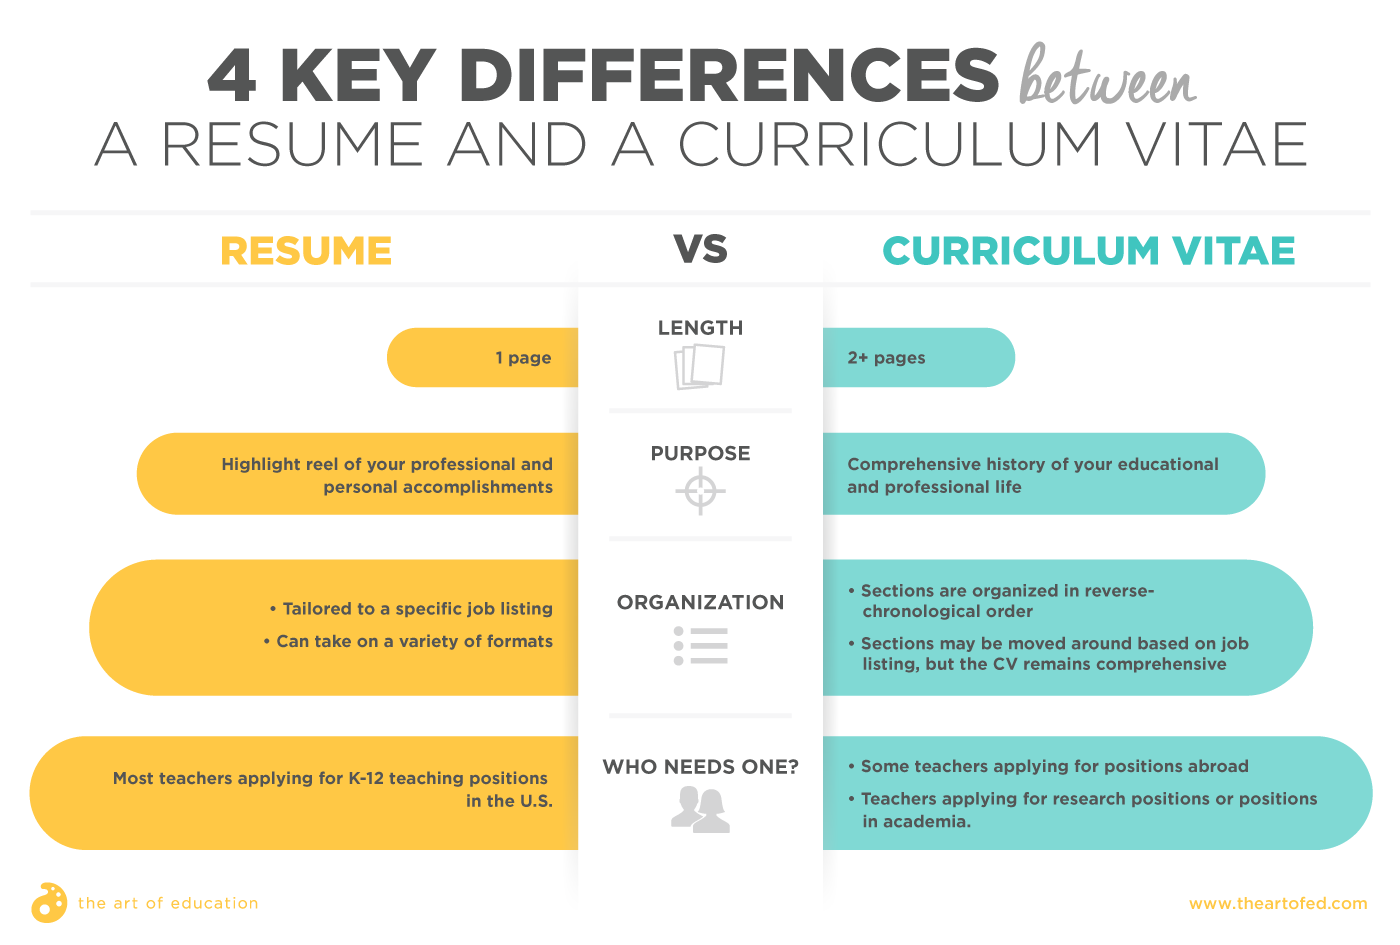 4 KEY DIFFERENCES between
A RESUME AND A CURRICULUM VITAE
RESUME
VS
CURRICULUM VITAE
LENGTH
1 page
2+ pages
PURPOSE
Highlight reel of your professional and
personal accomplishments
Comprehensive history of your educational
and professional life
ORGANIZATION
• Tailored to a specific job listing
• Can take on a variety of formats
• Sections are organized in reverse-
chronological order
• Sections may be moved around based on job
listing, but the CV remains comprehensive
WHO NEEDS ONE?
Most teachers applying for K-12 teaching positions
in the U.S.
• Some teachers applying for positions abroad
• Teachers applying for research positions or positions
in academia.
the art of education
www.theartofed.com